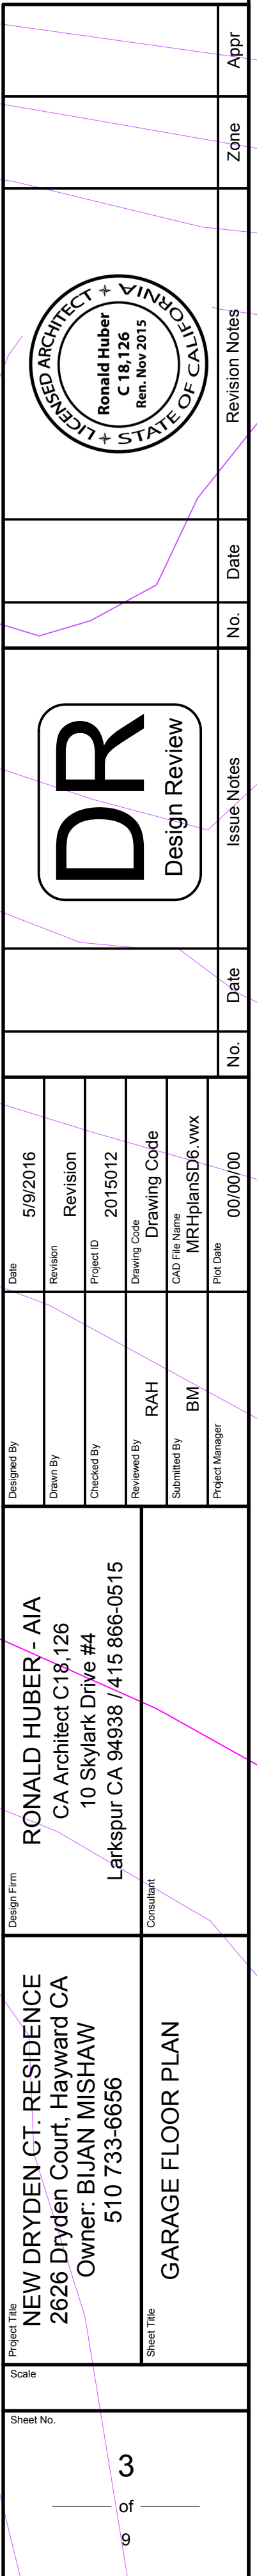 Appr
Zone
Revision Notes
Date
No.
LICENSED ARCHITECT
STATE OF CALIFORNIA
Ronald Huber
C 18,126
Ren. Nov 2015
DR
Design Review
Issue Notes
Date
No.
Date
5/9/2016
Revision
Revision
Project ID
2015012
Drawing Code
Drawing Code
CAD File Name
MRHplanSD6.vwx
Plot Date
00/00/00
Designed By
Drawn By
Checked By
Reviewed By
RAH
Submitted By
BM
Project Manager
Design Firm
RONALD HUBER - AIA
CA Architect C18,126
10 Skylark Drive #4
Larkspur CA 94938 / 415 866-0515
Consultant
Project Title
NEW DRYDEN CT. RESIDENCE
2626 Dryden Court, Hayward CA
Owner: BIJAN MISHAW
510 733-6656
Sheet Title
GARAGE FLOOR PLAN
Scale
Sheet No.
3
of
9